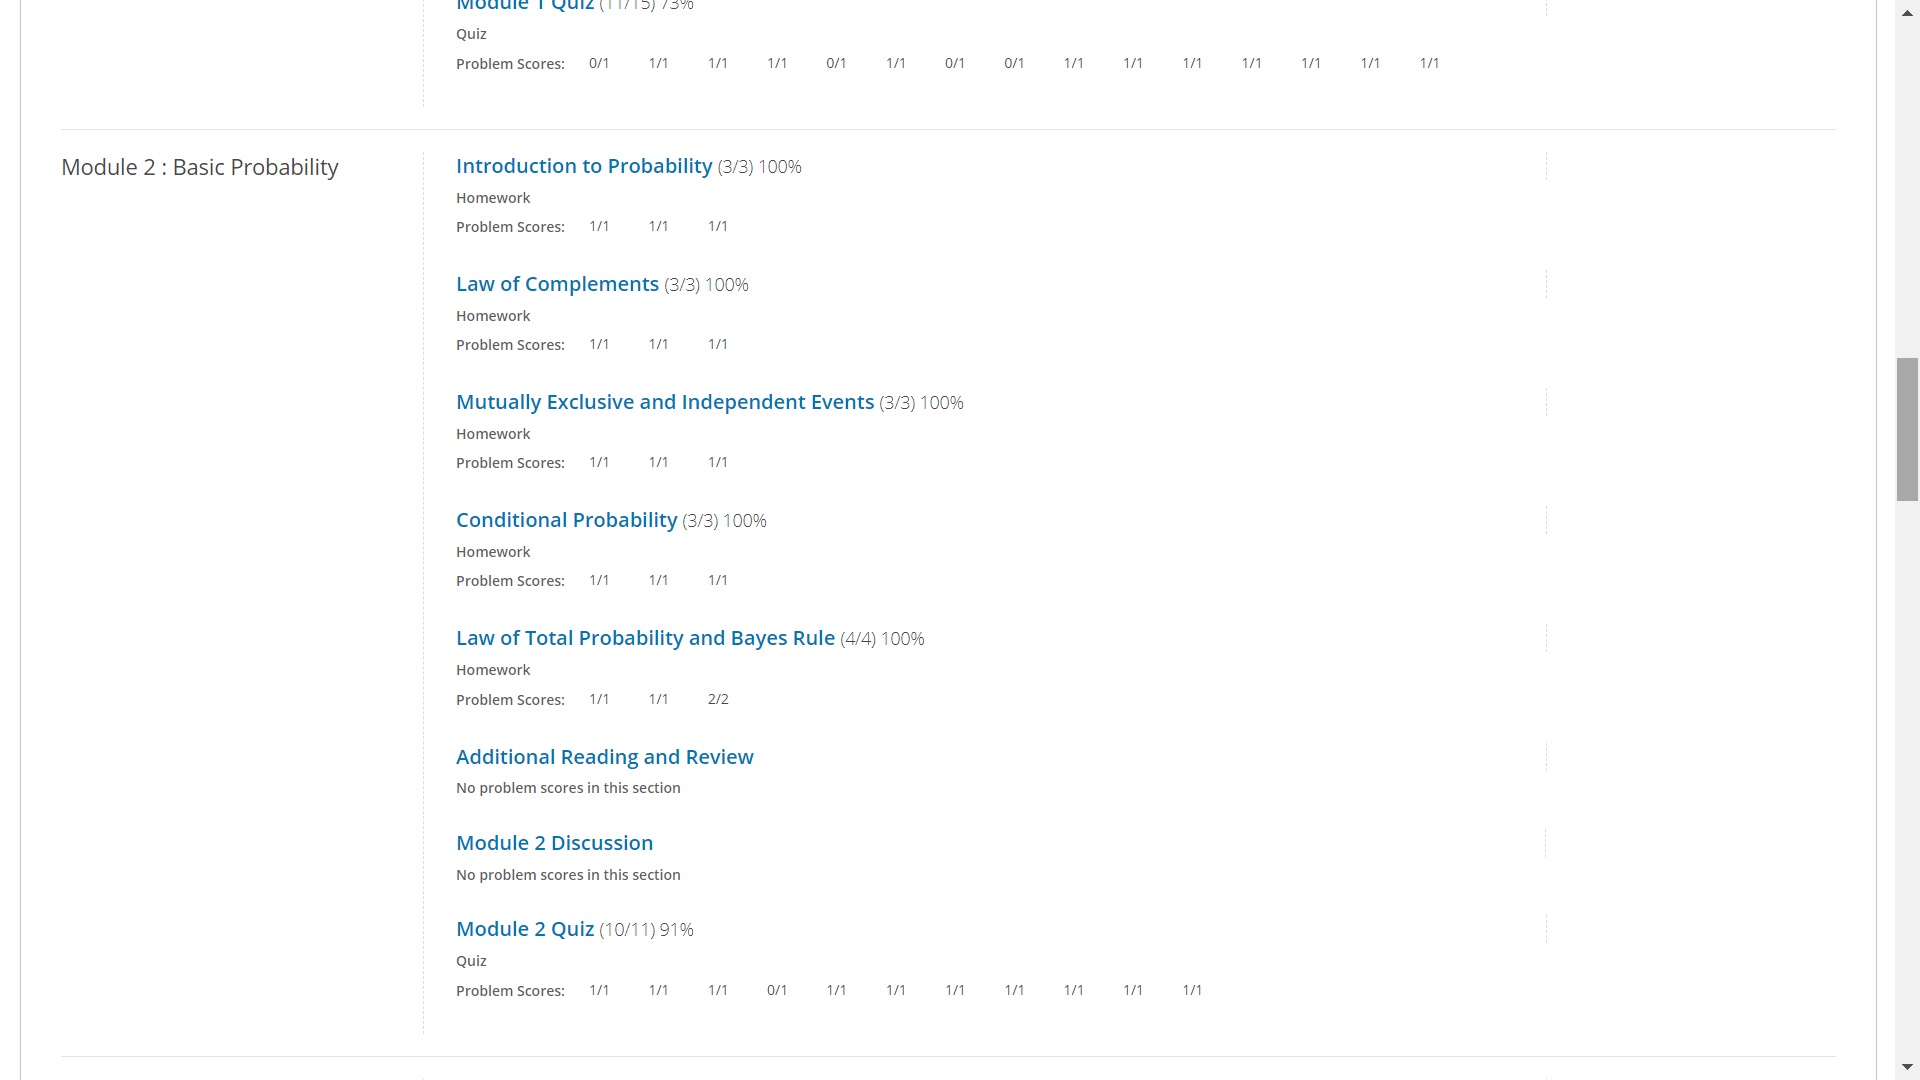 Module 1 Quiz (11/15) 73%
Quiz
Problem Scores: 0/1 1/1 1/1 1/1 0/1 1/1 0/1 0/1 1/1 1/1 1/1 1/1 1/1 1/1 1/1
Module 2 : Basic Probability
Introduction to Probability (3/3) 100%
Homework
Problem Scores: 1/1 1/1 1/1
Law of Complements (3/3) 100%
Homework
Problem Scores: 1/1 1/1 1/1
Mutually Exclusive and Independent Events (3/3) 100%
Homework
Problem Scores: 1/1 1/1 1/1
Conditional Probability (3/3) 100%
Homework
Problem Scores: 1/1 1/1 1/1
Law of Total Probability and Bayes Rule (4/4) 100%
Homework
Problem Scores: 1/1 1/1 2/2
Additional Reading and Review
No problem scores in this section
Module 2 Discussion
No problem scores in this section
Module 2 Quiz (10/11) 91%
Quiz
Problem Scores: 1/1 1/1 1/1 0/1 1/1 1/1 1/1 1/1 1/1 1/1 1/1